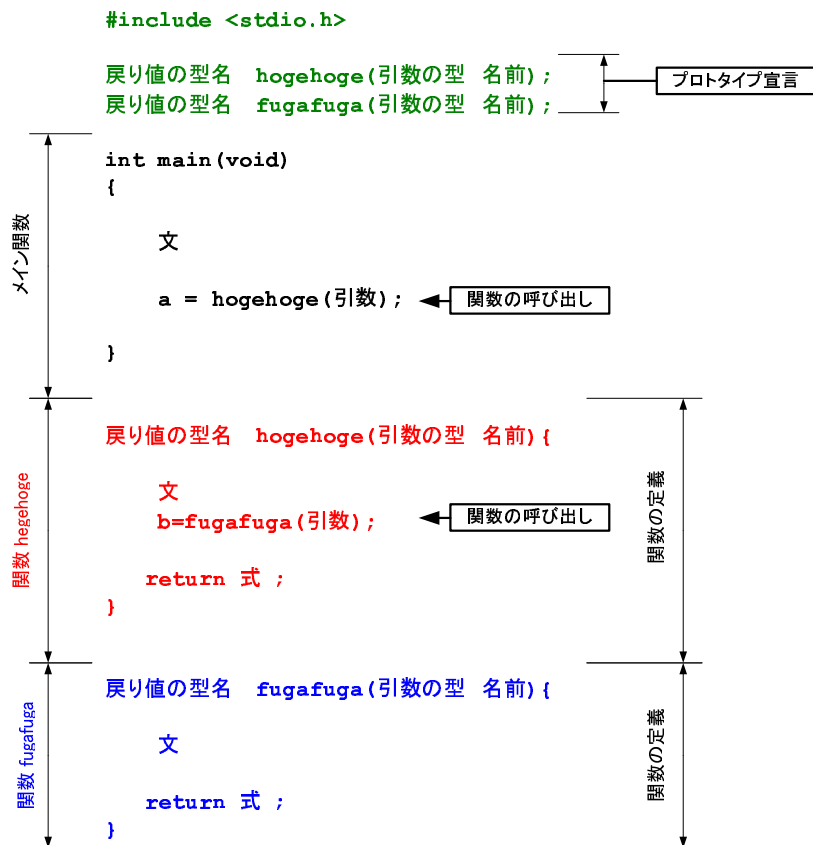 #include <stdio.h>
戻り値の型名 hogehoge(引数の型 名前);
戻り値の型名 fugafuga(引数の型 名前);
プロトタイプ宣言
メイン関数
int main(void)
{
文
a = hogehoge(引数);
関数の呼び出し
}
関数 hegehoge
戻り値の型名 hogehoge(引数の型 名前){
文
b=fugafuga(引数);
関数の呼び出し
return 式 ;
}
関数の定義
関数 fugafuga
戻り値の型名 fugafuga(引数の型 名前){
文
return 式 ;
}
関数の定義